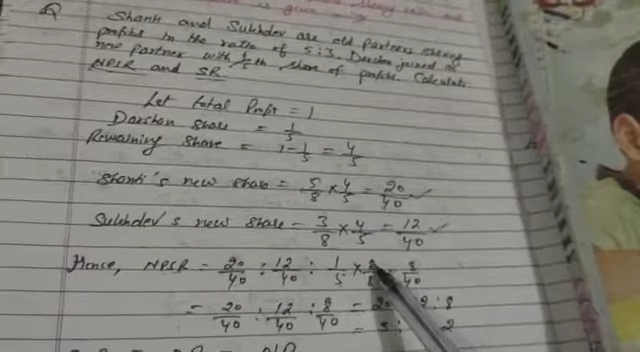 Q Shanti and Sukhdev are old partners sharing
profits in the ratio of 5:3. Darshan joined as
new partner with 1/5th share of profits. Calculate
NPSR and SR
Let total Profit = 1
Darshan share = 1/5
Remaining share = 1 - 1/5 = 4/5
Shanti's new share = 5/8 × 4/5 = 20/40 ✓
Sukhdev's new share = 3/8 × 4/5 = 12/40 ✓
Hence, NPSR = 20/40 : 12/40 : 1/5 × 8/8 = 8/40
= 20/40 : 12/40 : 8/40 = 20 2 : 8
= 5 : 2